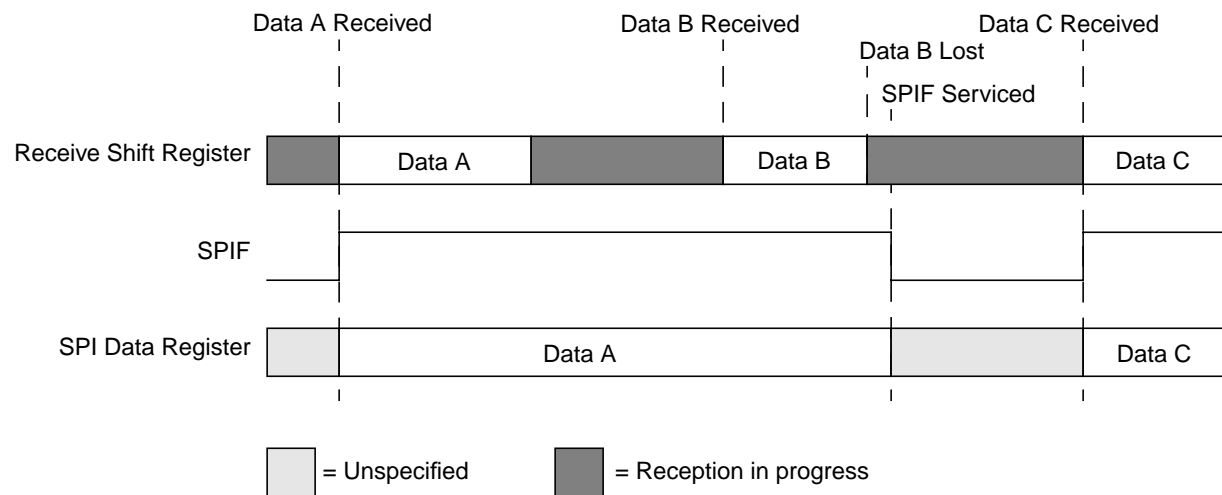 Data A Received
Data B Received
Data C Received
Data B Lost
SPIF Serviced
Receive Shift Register
Data A
Data B
Data C
SPIF
SPI Data Register
Data A
Data C
= Unspecified
= Reception in progress